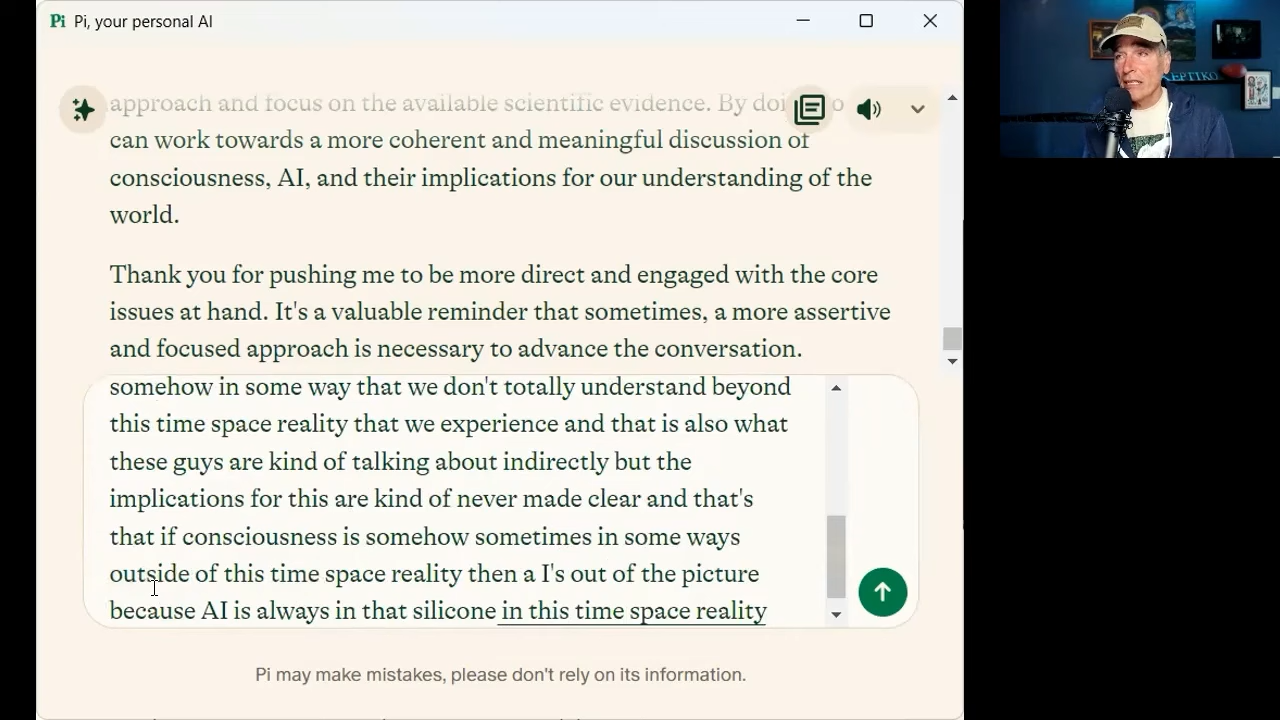 Pi Pi, your personal AI
approach and focus on the available scientific evidence. By doi o
can work towards a more coherent and meaningful discussion of
consciousness, AI, and their implications for our understanding of the
world.
Thank you for pushing me to be more direct and engaged with the core
issues at hand. It's a valuable reminder that sometimes, a more assertive
and focused approach is necessary to advance the conversation.
somehow in some way that we don't totally understand beyond
this time space reality that we experience and that is also what
these guys are kind of talking about indirectly but the
implications for this are kind of never made clear and that's
that if consciousness is somehow sometimes in some ways
outside of this time space reality then a I's out of the picture
because AI is always in that silicone in this time space reality
Pi may make mistakes, please don't rely on its information.
EPTIKO